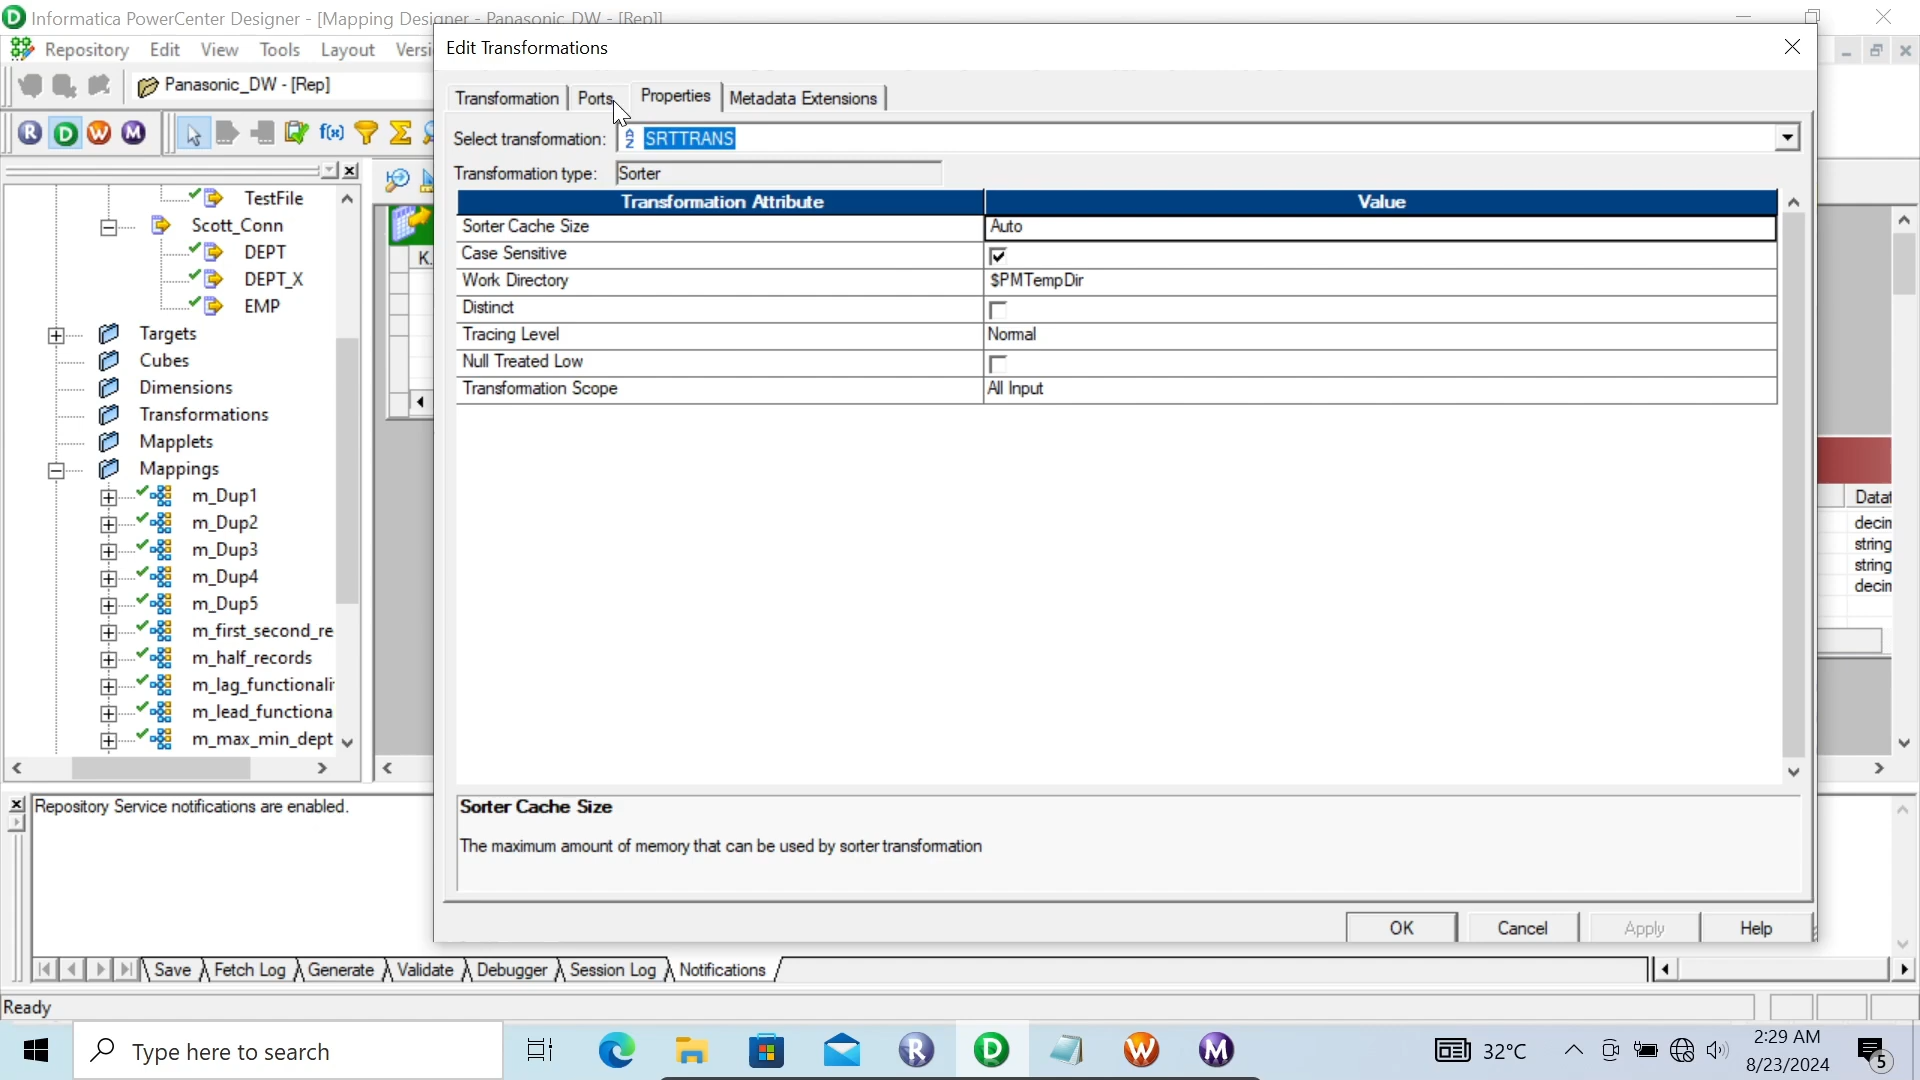 Informatica PowerCenter Designer - [Mapping Designer - Panasonic_DW - [Rep]]
Repository Edit View Tools Layout Versi
Edit Transformations
Panasonic_DW - [Rep]
Transformation Ports Properties Metadata Extensions
R D W M f(x) Σ
Select transformation: SRTTRANS
Transformation type: Sorter
Transformation Attribute Value
Sorter Cache Size Auto
Case Sensitive
Work Directory $PMTempDir
Distinct
Tracing Level Normal
Null Treated Low
Transformation Scope All Input
TestFile
Scott_Conn
DEPT
DEPT_X
EMP
Targets
Cubes
Dimensions
Transformations
Mapplets
Mappings
m_Dup1
m_Dup2
m_Dup3
m_Dup4
m_Dup5
m_first_second_re
m_half_records
m_lag_functionali
m_lead_functiona
m_max_min_dept
K.
Datat
decin
string
string
decin
Sorter Cache Size
The maximum amount of memory that can be used by sorter transformation
OK Cancel Apply Help
Repository Service notifications are enabled.
Save Fetch Log Generate Validate Debugger Session Log Notifications
Ready
Type here to search
R D W M
32°C
2:29 AM
8/23/2024
5